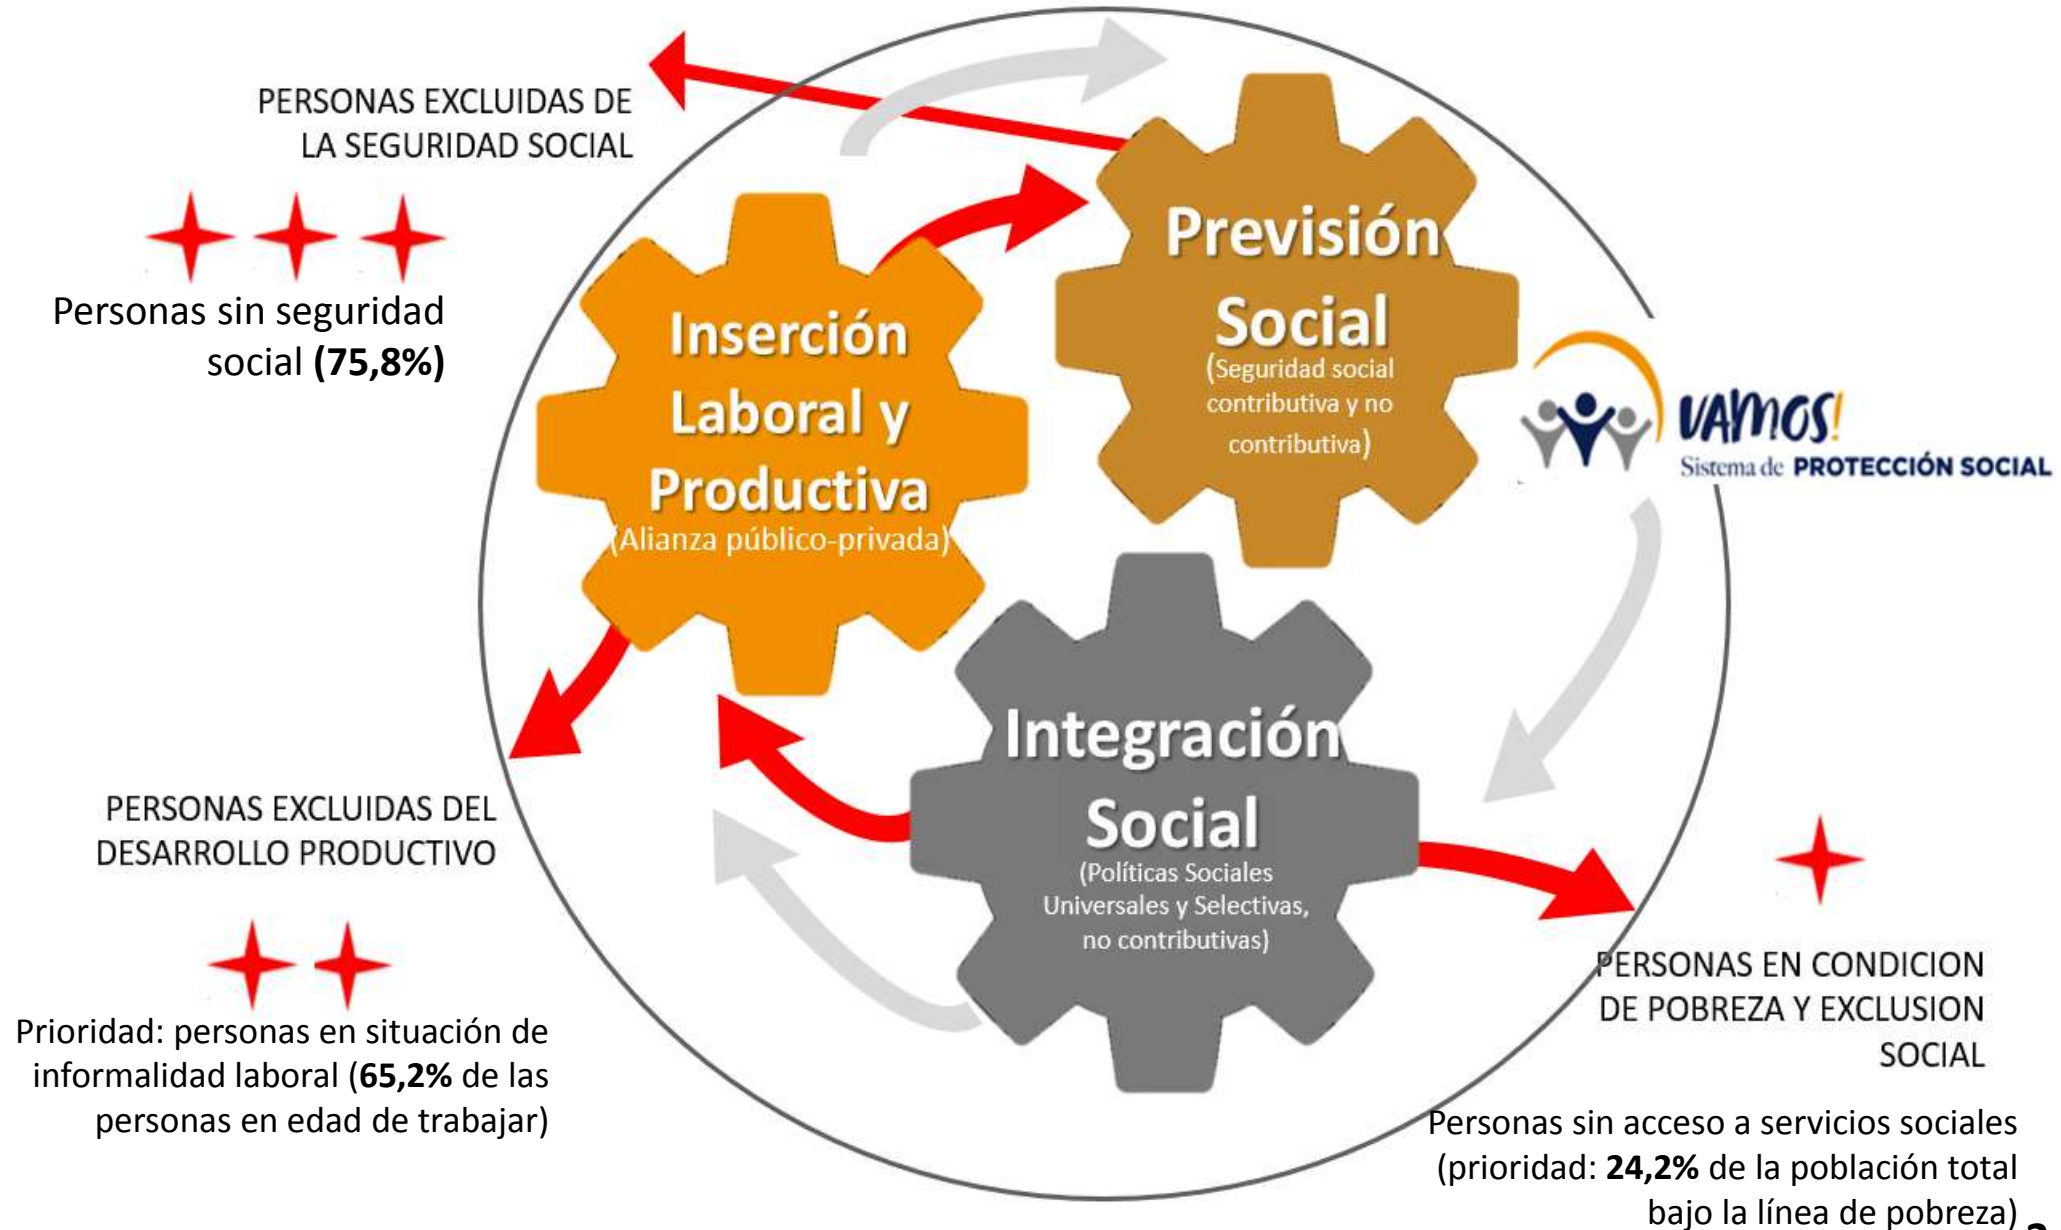 PERSONAS EXCLUIDAS DE
LA SEGURIDAD SOCIAL
Personas sin seguridad
social (75,8%)
Previsión
Social
(Seguridad social
contributiva y no
contributiva)
Inserción
Laboral y
Productiva
(Alianza público-privada)
VAMOS!
Sistema de PROTECCIÓN SOCIAL
Integración
Social
(Políticas Sociales
Universales y Selectivas,
no contributivas)
PERSONAS EXCLUIDAS DEL
DESARROLLO PRODUCTIVO
Prioridad: personas en situación de
informalidad laboral (65,2% de las
personas en edad de trabajar)
PERSONAS EN CONDICION
DE POBREZA Y EXCLUSION
SOCIAL
Personas sin acceso a servicios sociales
(prioridad: 24,2% de la población total
bajo la línea de pobreza)